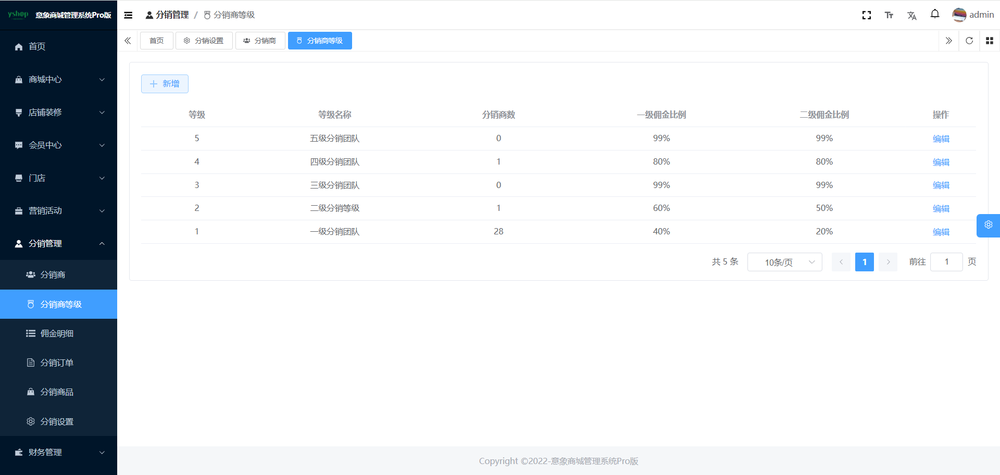 yshop 意象商城管理系统Pro版
分销管理 / 分销商等级
admin
首页 分销设置 分销商 分销商等级
首页
商城中心
店铺装修
会员中心
门店
营销活动
分销管理
分销商
分销商等级
佣金明细
分销订单
分销商品
分销设置
财务管理
新增
等级 等级名称 分销商数 一级佣金比例 二级佣金比例 操作
5 五级分销团队 0 99% 99% 编辑
4 四级分销团队 1 80% 80% 编辑
3 三级分销团队 0 99% 99% 编辑
2 二级分销等级 1 60% 50% 编辑
1 一级分销团队 28 40% 20% 编辑
共 5 条 10条/页 1 前往 1 页
Copyright ©2022-意象商城管理系统Pro版